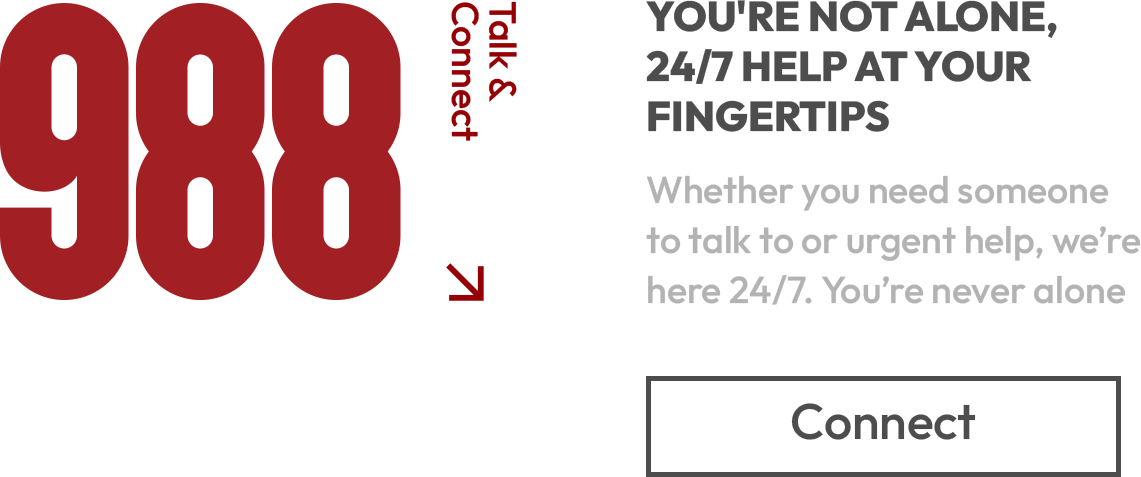 988
Talk &
Connect
YOU'RE NOT ALONE,
24/7 HELP AT YOUR
FINGERTIPS
Whether you need someone
to talk to or urgent help, we’re
here 24/7. You’re never alone
Connect